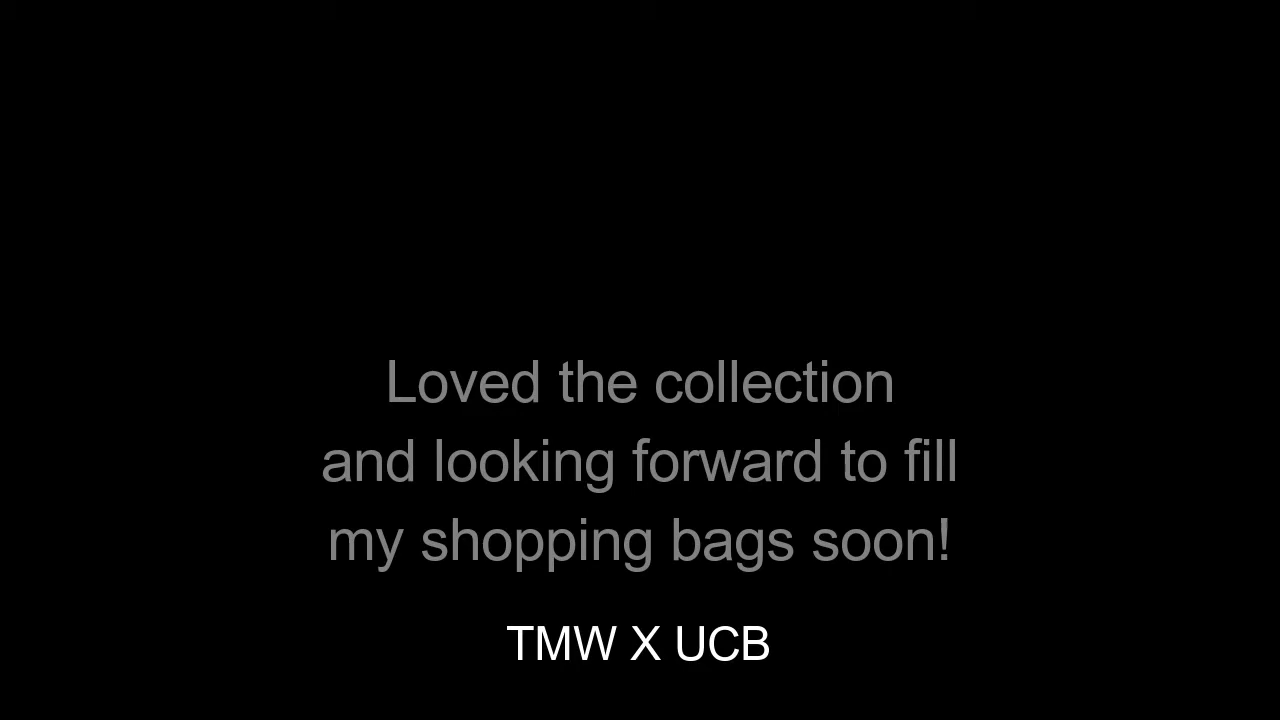 Loved the collection
and looking forward to fill
my shopping bags soon!
TMW X UCB